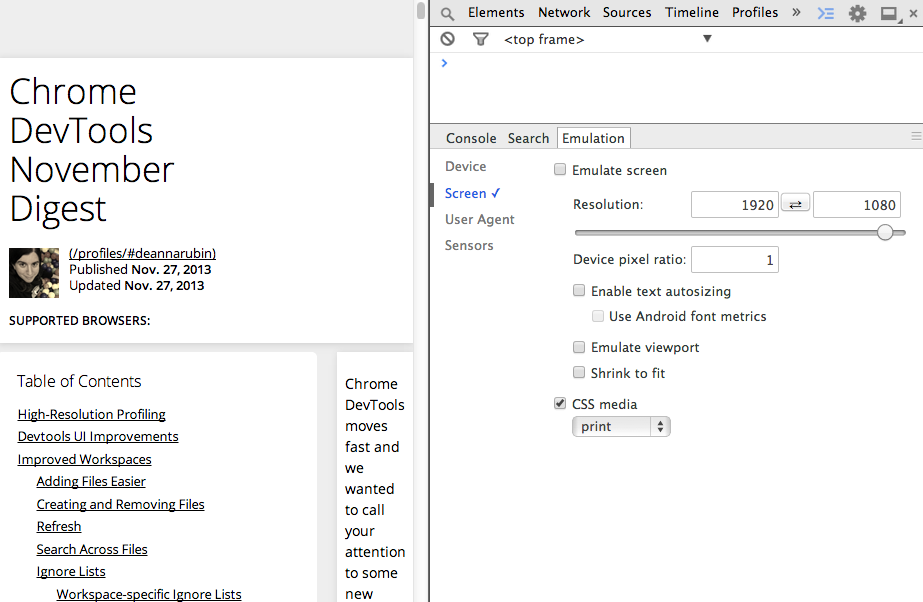 Chrome
DevTools
November
Digest
(/profiles/#deannarubin)
Published Nov. 27, 2013
Updated Nov. 27, 2013
SUPPORTED BROWSERS:
Table of Contents
High-Resolution Profiling
Devtools UI Improvements
Improved Workspaces
Adding Files Easier
Creating and Removing Files
Refresh
Search Across Files
Ignore Lists
Workspace-specific Ignore Lists
Chrome
DevTools
moves
fast and
we
wanted
to call
your
attention
to some
new
Elements Network Sources Timeline Profiles »
<top frame>
Console Search Emulation
Device
Screen ✓
User Agent
Sensors
Emulate screen
Resolution: 1920 1080
Device pixel ratio: 1
Enable text autosizing
Use Android font metrics
Emulate viewport
Shrink to fit
CSS media
print